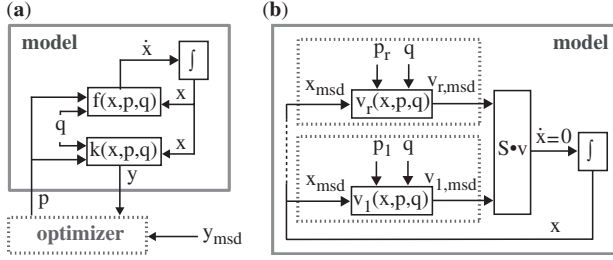 (a)
model
ẋ
∫
f(x,p,q)
x
q
k(x,p,q)
x
y
p
optimizer
y_msd
(b)
model
p_r q
x_msd
v_r(x,p,q)
v_r,msd
p_1 q
x_msd
v_1(x,p,q)
v_1,msd
S•v
ẋ=0
∫
x